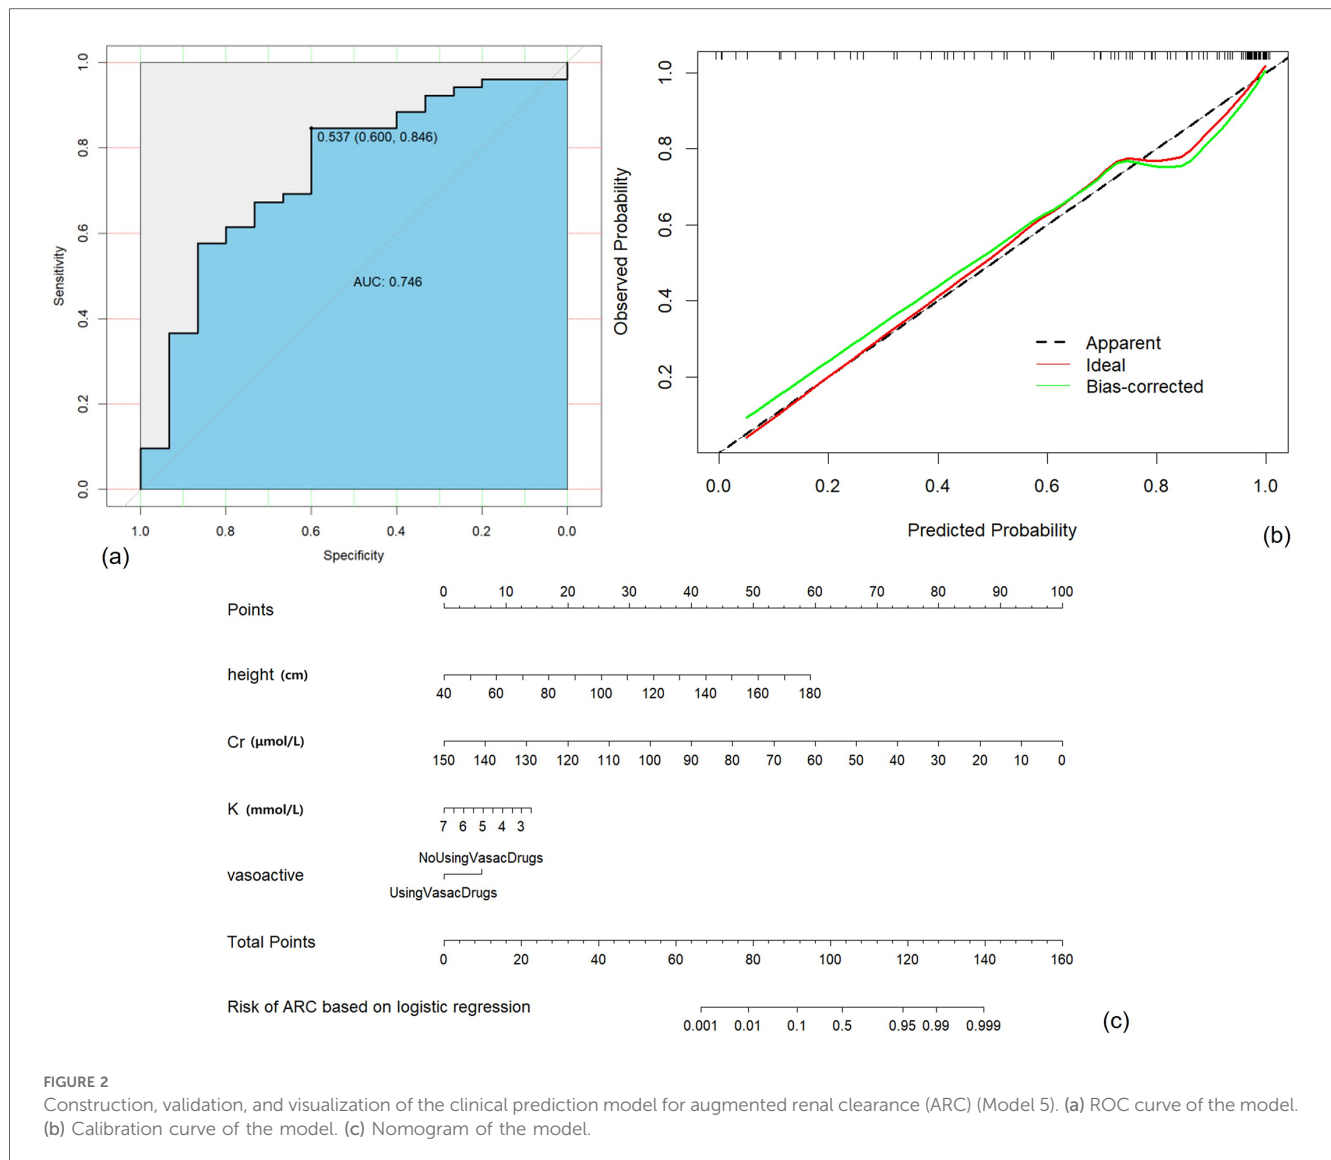 1.0
0.8
0.6
0.4
0.2
0.0
Sensitivity
0.537 (0.600, 0.846)
AUC: 0.746
1.0 0.8 0.6 0.4 0.2 0.0
Specificity
(a)
1.0
0.8
0.6
0.4
0.2
Observed Probability
Apparent
Ideal
Bias-corrected
0.0 0.2 0.4 0.6 0.8 1.0
Predicted Probability
(b)
0 10 20 30 40 50 60 70 80 90 100
Points
height (cm)
40 60 80 100 120 140 160 180
Cr (μmol/L)
150 140 130 120 110 100 90 80 70 60 50 40 30 20 10 0
K (mmol/L)
7 6 5 4 3
NoUsingVasacDrugs
vasoactive
UsingVasacDrugs
Total Points
0 20 40 60 80 100 120 140 160
Risk of ARC based on logistic regression
0.001 0.01 0.1 0.5 0.95 0.99 0.999
(c)
FIGURE 2
Construction, validation, and visualization of the clinical prediction model for augmented renal clearance (ARC) (Model 5). (a) ROC curve of the model.
(b) Calibration curve of the model. (c) Nomogram of the model.